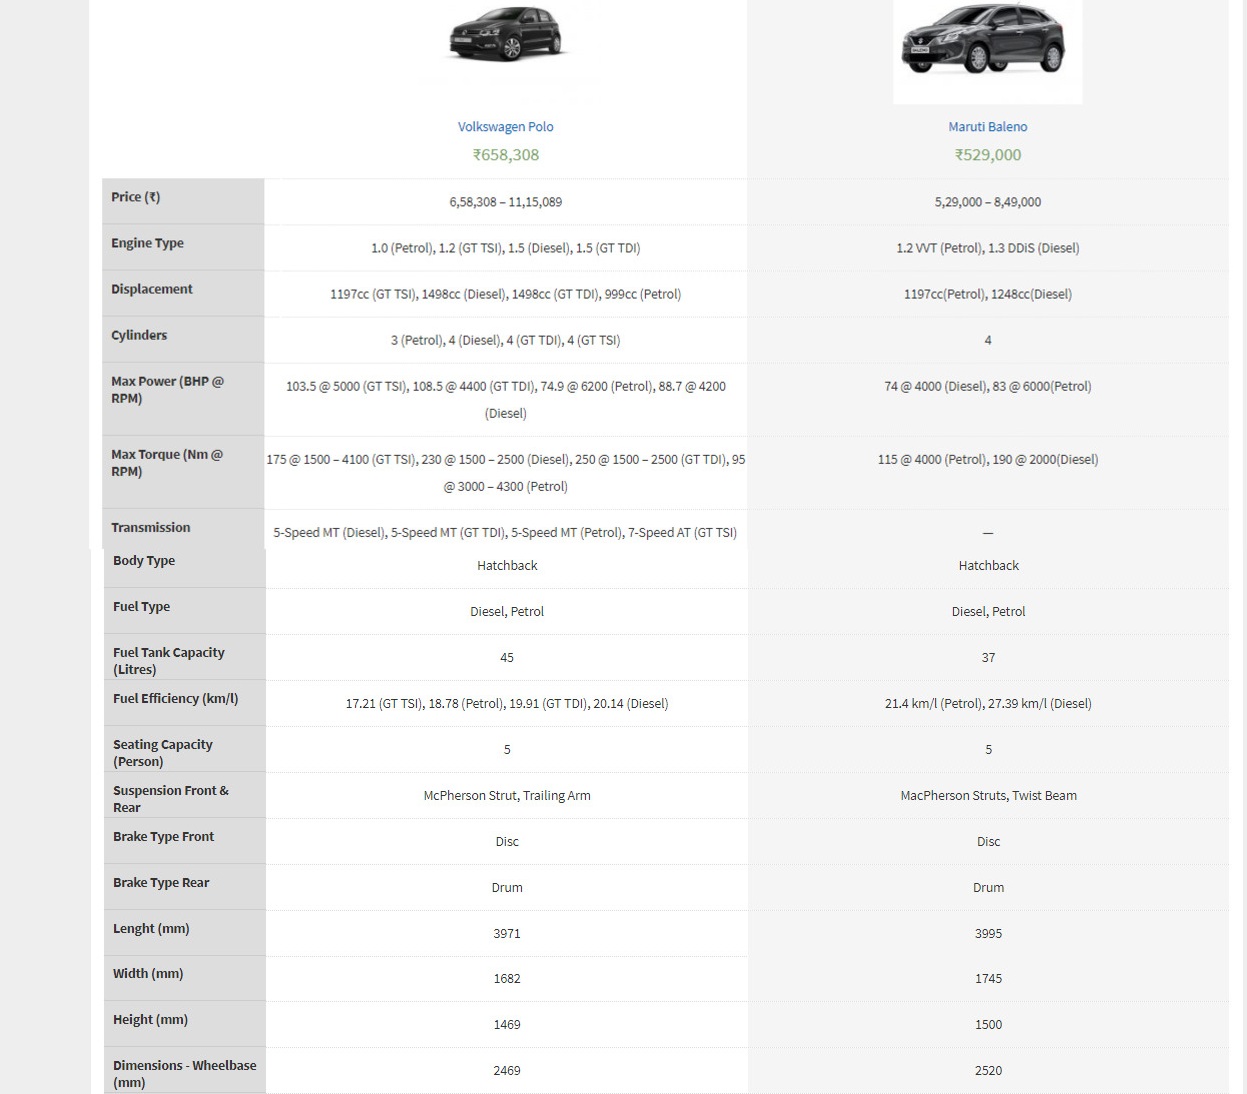 Volkswagen Polo Maruti Baleno
₹658,308 ₹529,000
Price (₹) 6,58,308 – 11,15,089 5,29,000 – 8,49,000
Engine Type 1.0 (Petrol), 1.2 (GT TSI), 1.5 (Diesel), 1.5 (GT TDI) 1.2 VVT (Petrol), 1.3 DDiS (Diesel)
Displacement 1197cc (GT TSI), 1498cc (Diesel), 1498cc (GT TDI), 999cc (Petrol) 1197cc(Petrol), 1248cc(Diesel)
Cylinders 3 (Petrol), 4 (Diesel), 4 (GT TDI), 4 (GT TSI) 4
Max Power (BHP @ 103.5 @ 5000 (GT TSI), 108.5 @ 4400 (GT TDI), 74.9 @ 6200 (Petrol), 88.7 @ 4200 74 @ 4000 (Diesel), 83 @ 6000(Petrol)
RPM) (Diesel)
Max Torque (Nm @ 175 @ 1500 – 4100 (GT TSI), 230 @ 1500 – 2500 (Diesel), 250 @ 1500 – 2500 (GT TDI), 95 115 @ 4000 (Petrol), 190 @ 2000(Diesel)
RPM) @ 3000 – 4300 (Petrol)
Transmission 5-Speed MT (Diesel), 5-Speed MT (GT TDI), 5-Speed MT (Petrol), 7-Speed AT (GT TSI) —
Body Type Hatchback Hatchback
Fuel Type Diesel, Petrol Diesel, Petrol
Fuel Tank Capacity 45 37
(Litres)
Fuel Efficiency (km/l) 17.21 (GT TSI), 18.78 (Petrol), 19.91 (GT TDI), 20.14 (Diesel) 21.4 km/l (Petrol), 27.39 km/l (Diesel)
Seating Capacity 5 5
(Person)
Suspension Front & McPherson Strut, Trailing Arm MacPherson Struts, Twist Beam
Rear
Brake Type Front Disc Disc
Brake Type Rear Drum Drum
Lenght (mm) 3971 3995
Width (mm) 1682 1745
Height (mm) 1469 1500
Dimensions - Wheelbase 2469 2520
(mm)